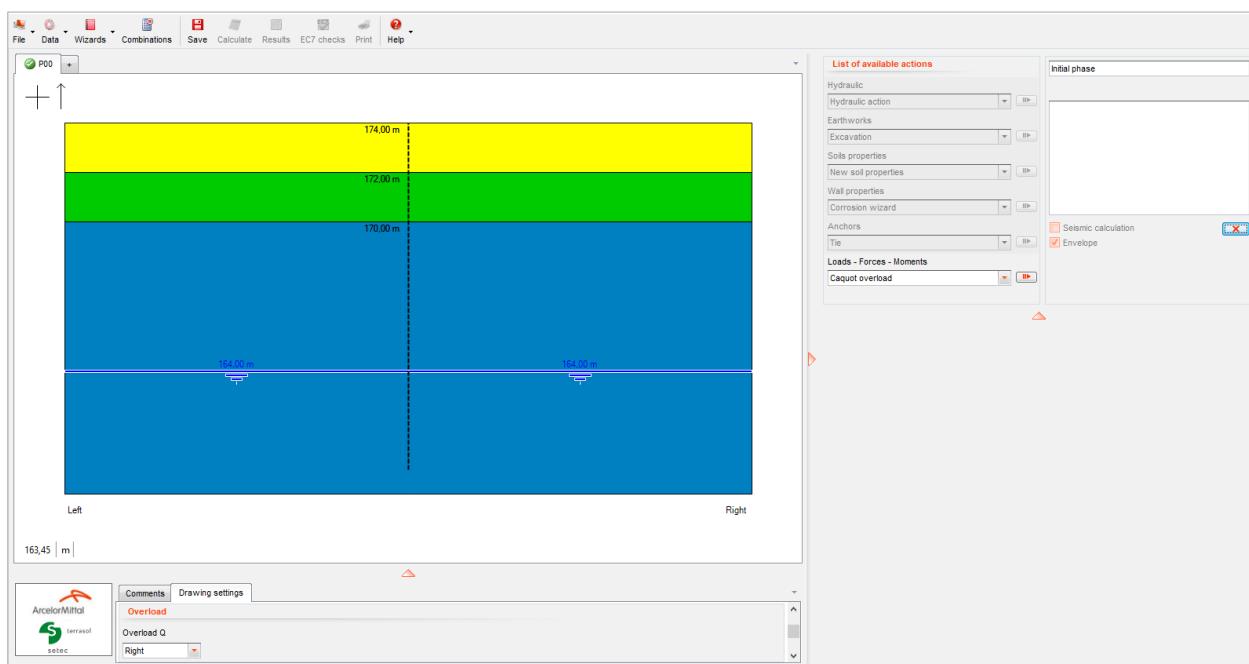 File Data Wizards Combinations Save Calculate Results EC7 checks Print Help
P00 +
174,00 m
172,00 m
170,00 m
164,00 m 164,00 m
Left Right
163,45 m
List of available actions
Hydraulic
Hydraulic action
Earthworks
Excavation
Soils properties
New soil properties
Wall properties
Corrosion wizard
Anchors
Tie
Loads - Forces - Moments
Caquot overload
Initial phase
Seismic calculation
Envelope
ArcelorMittal
terrasol
setec
Comments Drawing settings
Overload
Overload Q
Right